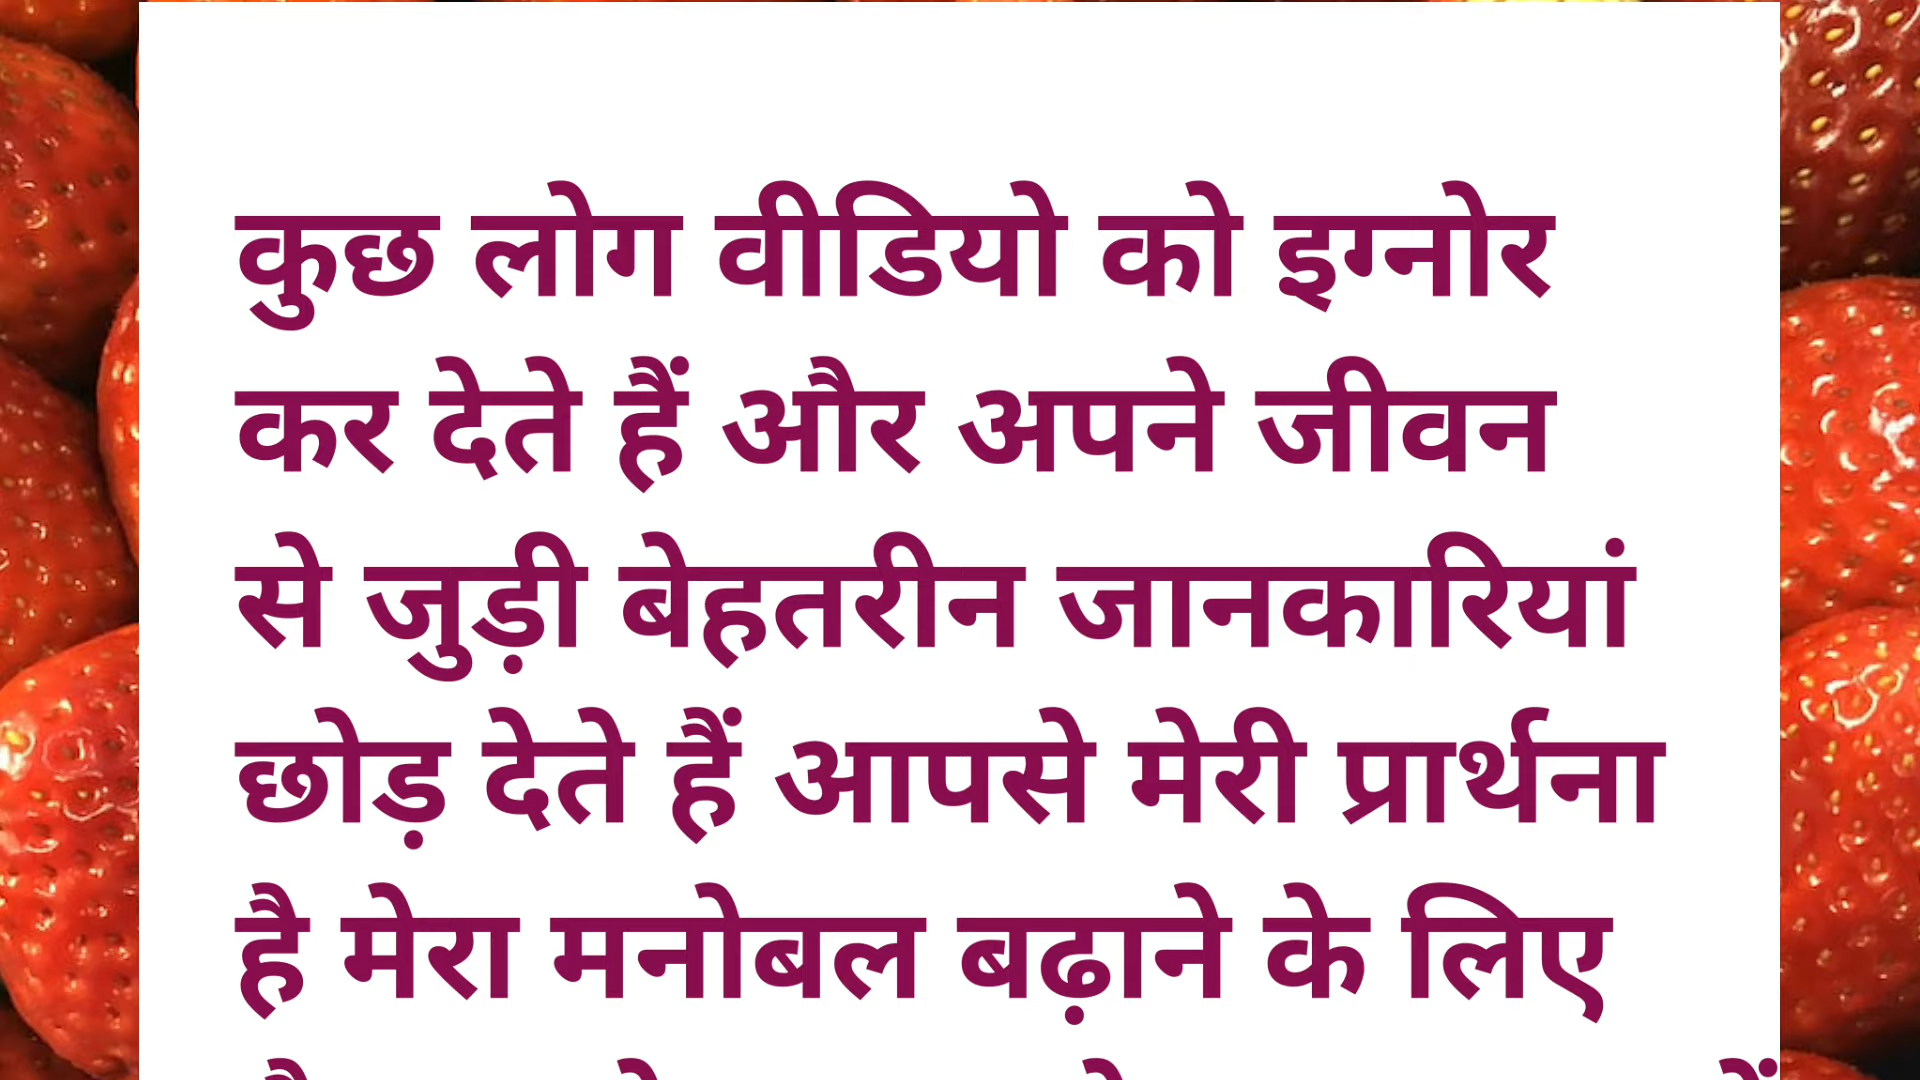 कुछ लोग वीडियो को इग्नोर
कर देते हैं और अपने जीवन
से जुड़ी बेहतरीन जानकारियां
छोड़ देते हैं आपसे मेरी प्रार्थना
है मेरा मनोबल बढ़ाने के लिए